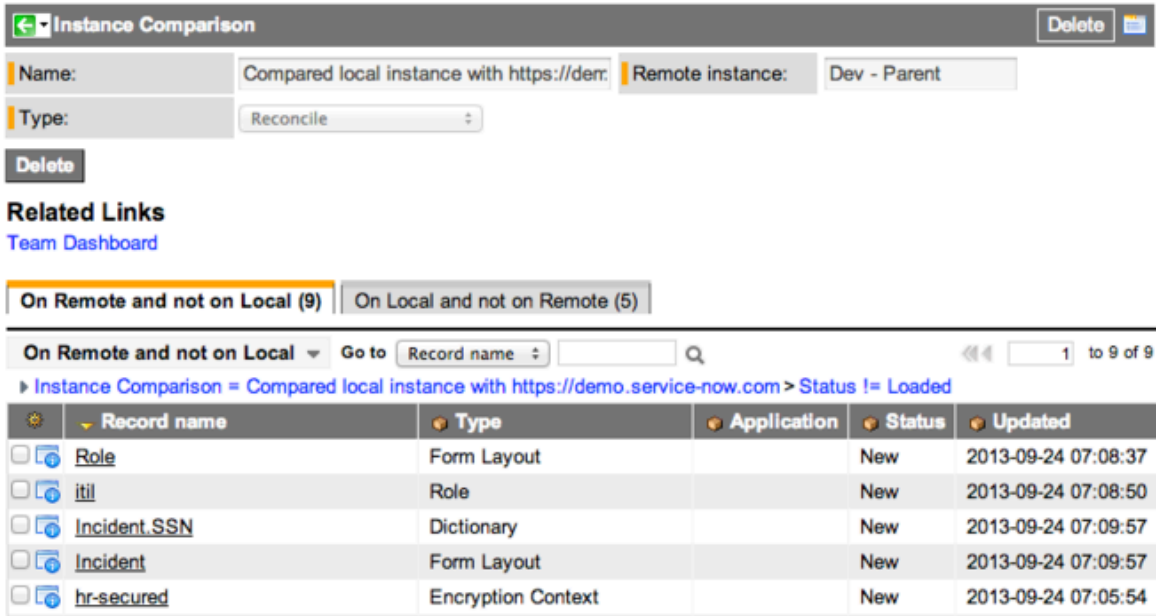 Instance Comparison Delete
Name: Compared local instance with https://dem Remote instance: Dev - Parent
Type: Reconcile
Delete
Related Links
Team Dashboard
On Remote and not on Local (9) On Local and not on Remote (5)
On Remote and not on Local Go to Record name 1 to 9 of 9
Instance Comparison = Compared local instance with https://demo.service-now.com > Status != Loaded
Record name Type Application Status Updated
Role Form Layout New 2013-09-24 07:08:37
itil Role New 2013-09-24 07:08:50
Incident.SSN Dictionary New 2013-09-24 07:09:57
Incident Form Layout New 2013-09-24 07:09:57
hr-secured Encryption Context New 2013-09-24 07:05:54